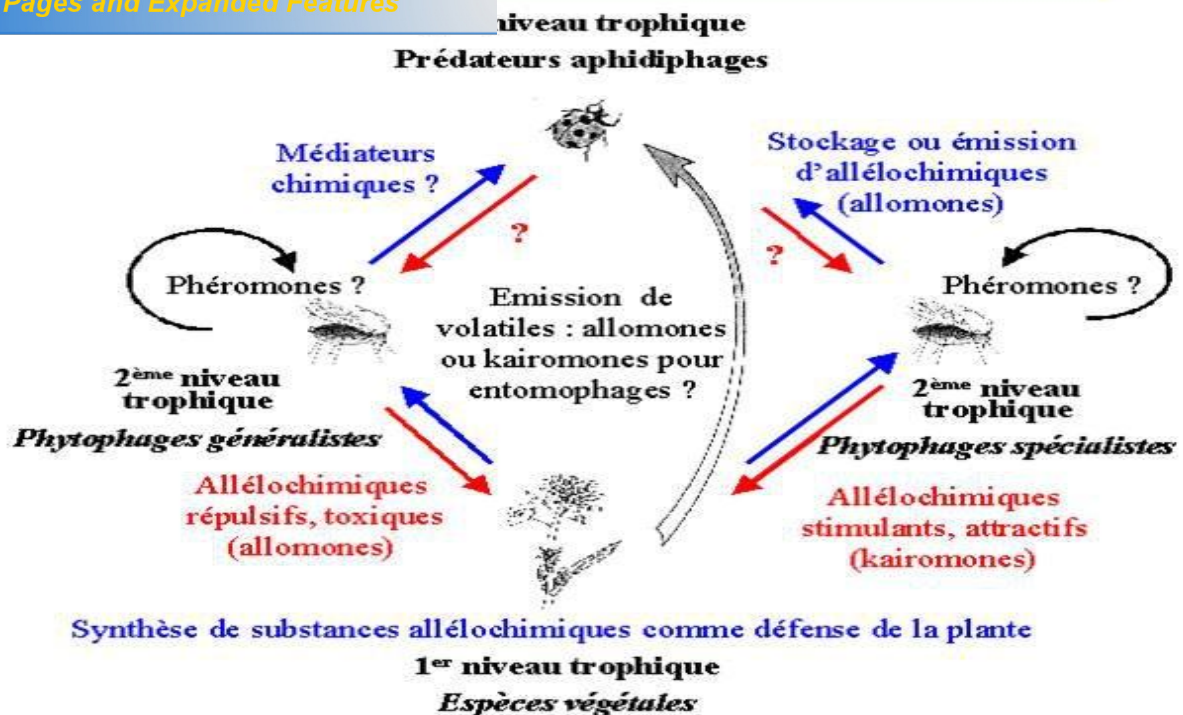 Pages and Expanded Features
niveau trophique
Prédateurs aphidiphages
Médiateurs
chimiques ?
Stockage ou émission
d'allélochimiques
(allomones)
?
?
Phéromones ?
Phéromones ?
Emission de
volatiles : allomones
ou kairomones pour
entomophages ?
2ème niveau
trophique
Phytophages généralistes
2ème niveau
trophique
Phytophages spécialistes
Allélochimiques
répulsifs, toxiques
(allomones)
Allélochimiques
stimulants, attractifs
(kairomones)
Synthèse de substances allélochimiques comme défense de la plante
1er niveau trophique
Espèces végétales